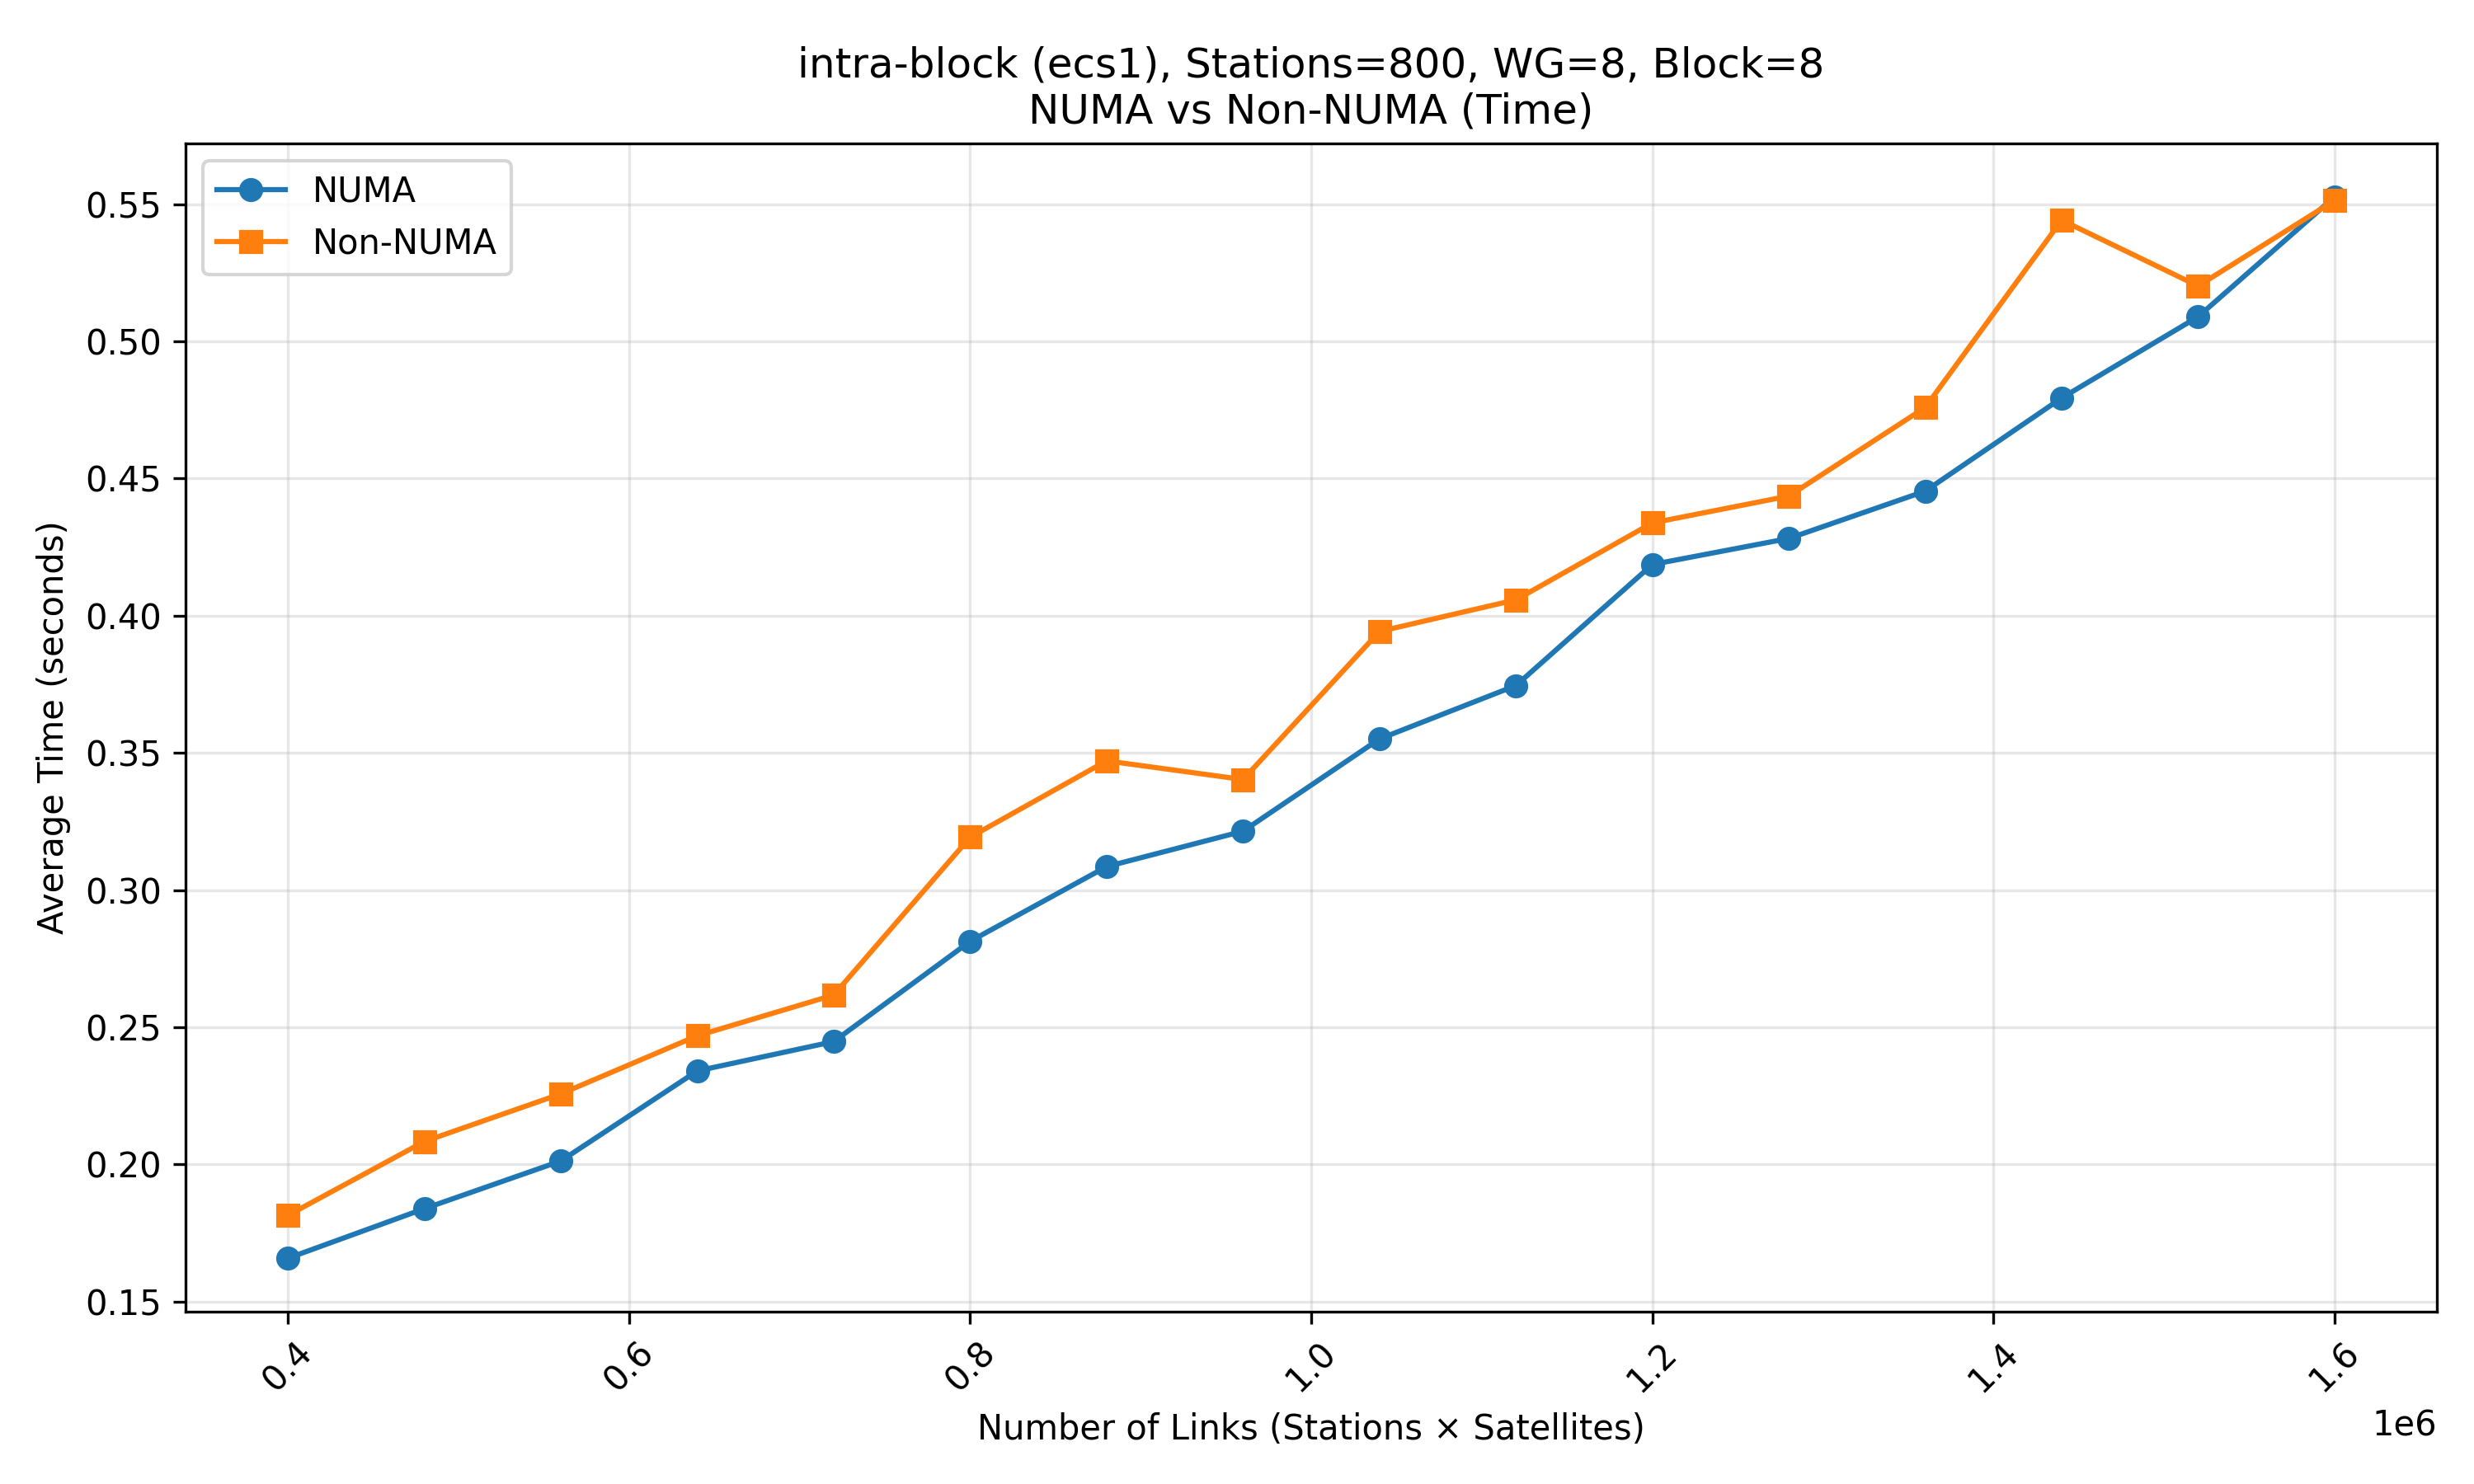 intra-block (ecs1), Stations=800, WG=8, Block=8
NUMA vs Non-NUMA (Time)
NUMA
Non-NUMA
0.55
0.50
0.45
0.40
0.35
0.30
0.25
0.20
0.15
Average Time (seconds)
0.4
0.6
0.8
1.0
1.2
1.4
1.6
1e6
Number of Links (Stations × Satellites)